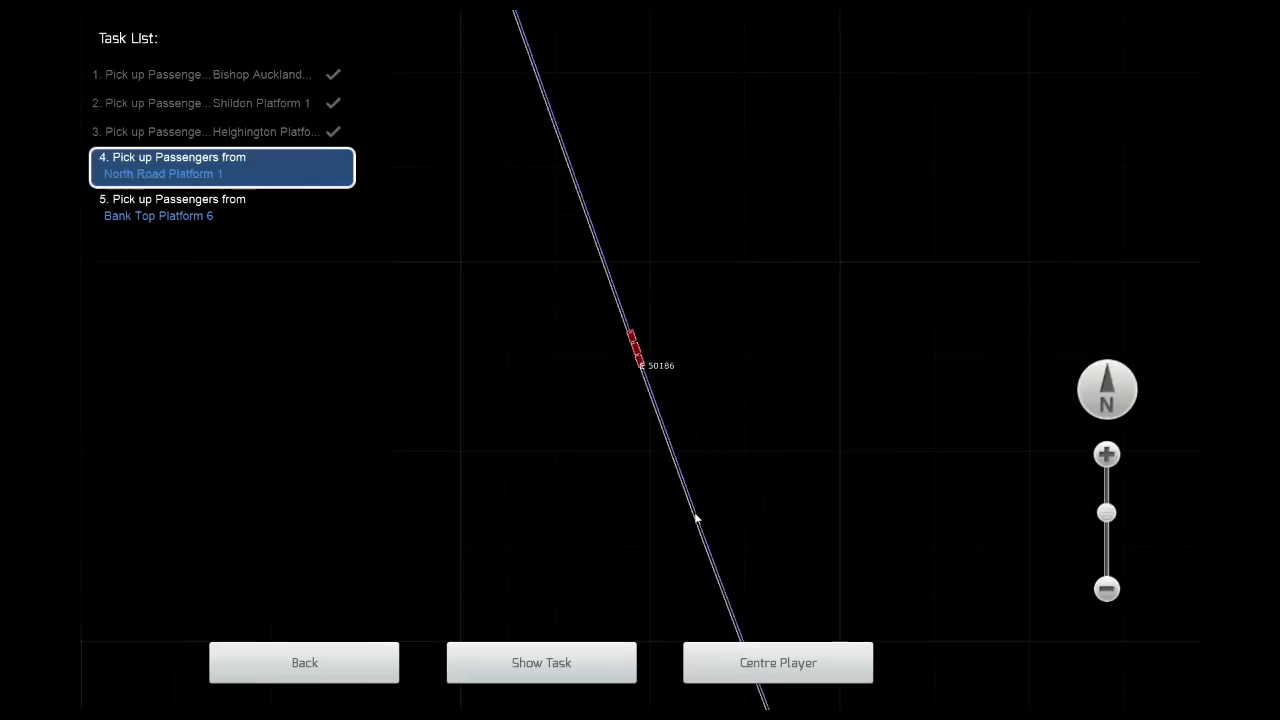 Task List:
1. Pick up Passenge... Bishop Auckland...
2. Pick up Passenge... Shildon Platform 1
3. Pick up Passenge... Heighington Platfo...
4. Pick up Passengers from
North Road Platform 1
5. Pick up Passengers from
Bank Top Platform 6
50186
N
Back
Show Task
Centre Player